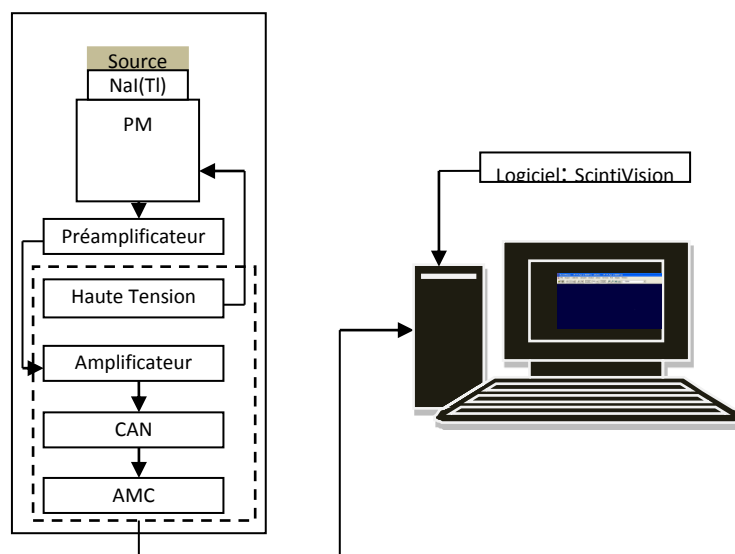 Source
NaI(Tl)
PM
Logiciel: ScintiVision
Préamplificateur
Haute Tension
Amplificateur
CAN
AMC